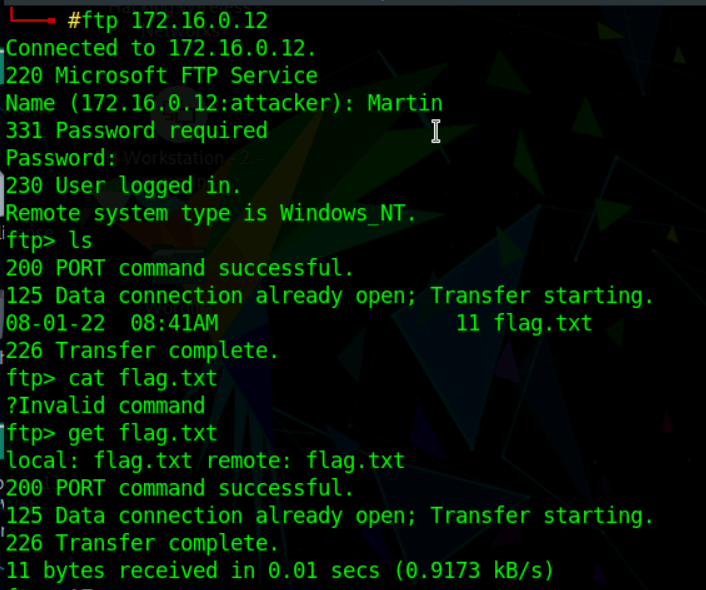 #ftp 172.16.0.12
Connected to 172.16.0.12.
220 Microsoft FTP Service
Name (172.16.0.12:attacker): Martin
331 Password required
Password:
230 User logged in.
Remote system type is Windows_NT.
ftp> ls
200 PORT command successful.
125 Data connection already open; Transfer starting.
08-01-22  08:41AM                   11 flag.txt
226 Transfer complete.
ftp> cat flag.txt
?Invalid command
ftp> get flag.txt
local: flag.txt remote: flag.txt
200 PORT command successful.
125 Data connection already open; Transfer starting.
226 Transfer complete.
11 bytes received in 0.01 secs (0.9173 kB/s)